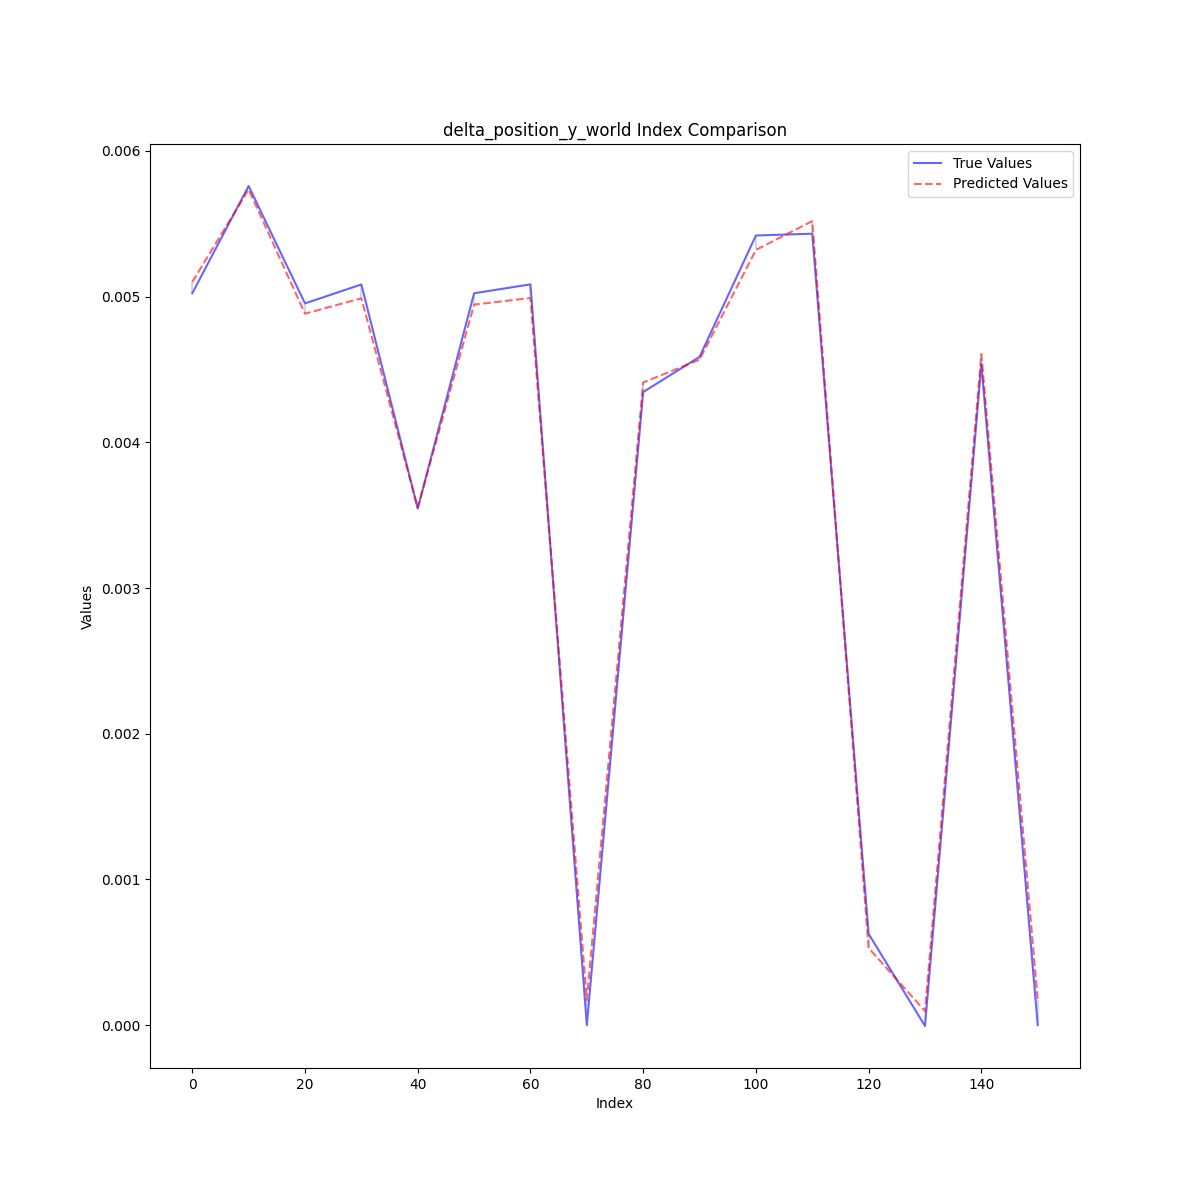 delta_position_y_world Index Comparison
True Values
Predicted Values
0.006
0.005
0.004
0.003
0.002
0.001
0.000
Values
0 20 40 60 80 100 120 140
Index